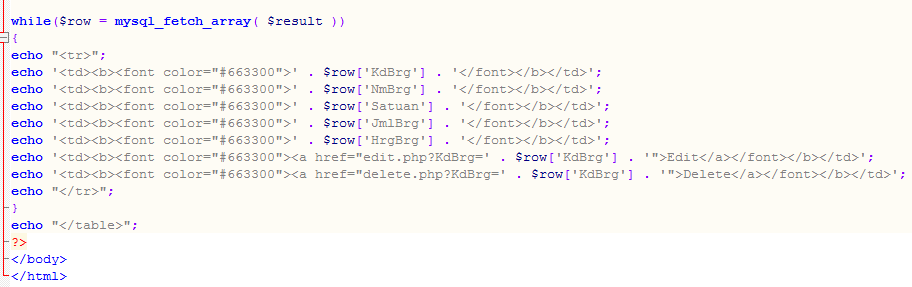 while($row = mysql_fetch_array( $result ))
{
echo "<tr>";
echo '<td><b><font color="#663300">' . $row['KdBrg'] . '</font></b></td>';
echo '<td><b><font color="#663300">' . $row['NmBrg'] . '</font></b></td>';
echo '<td><b><font color="#663300">' . $row['Satuan'] . '</font></b></td>';
echo '<td><b><font color="#663300">' . $row['JmlBrg'] . '</font></b></td>';
echo '<td><b><font color="#663300">' . $row['HrgBrg'] . '</font></b></td>';
echo '<td><b><font color="#663300"><a href="edit.php?KdBrg=' . $row['KdBrg'] . '">Edit</a></font></b></td>';
echo '<td><b><font color="#663300"><a href="delete.php?KdBrg=' . $row['KdBrg'] . '">Delete</a></font></b></td>';
echo "</tr>";
}
echo "</table>";
?>
</body>
</html>